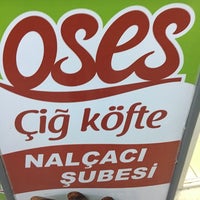 oses
Çiğ köfte
NALÇACI
ŞUBESİ